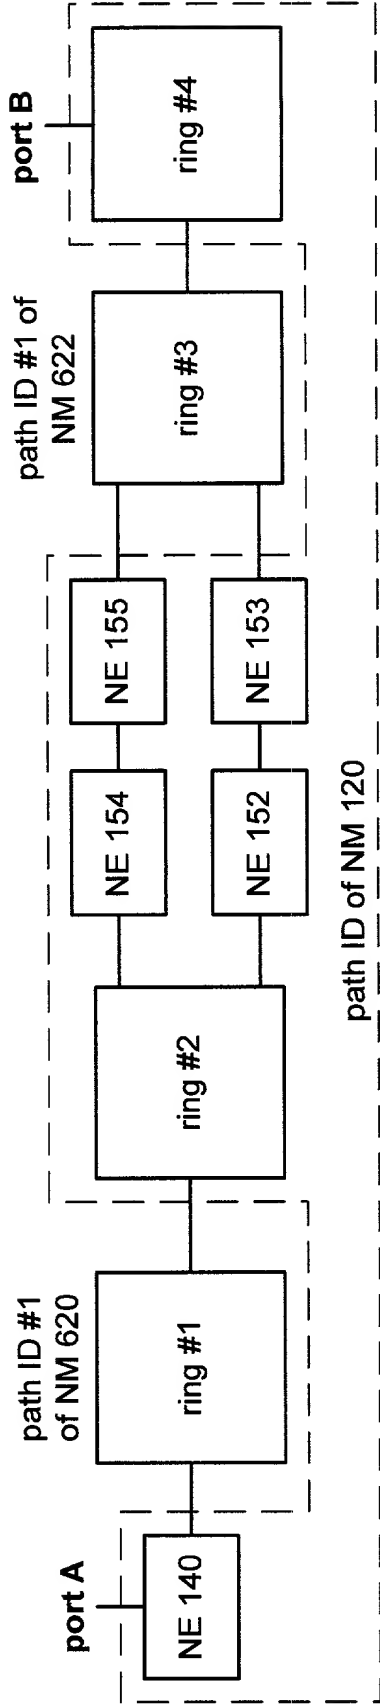 port A
NE 140
path ID #1
of NM 620
ring #1
ring #2
NE 154
NE 155
NE 152
NE 153
path ID #1 of
NM 622
ring #3
port B
ring #4
path ID of NM 120